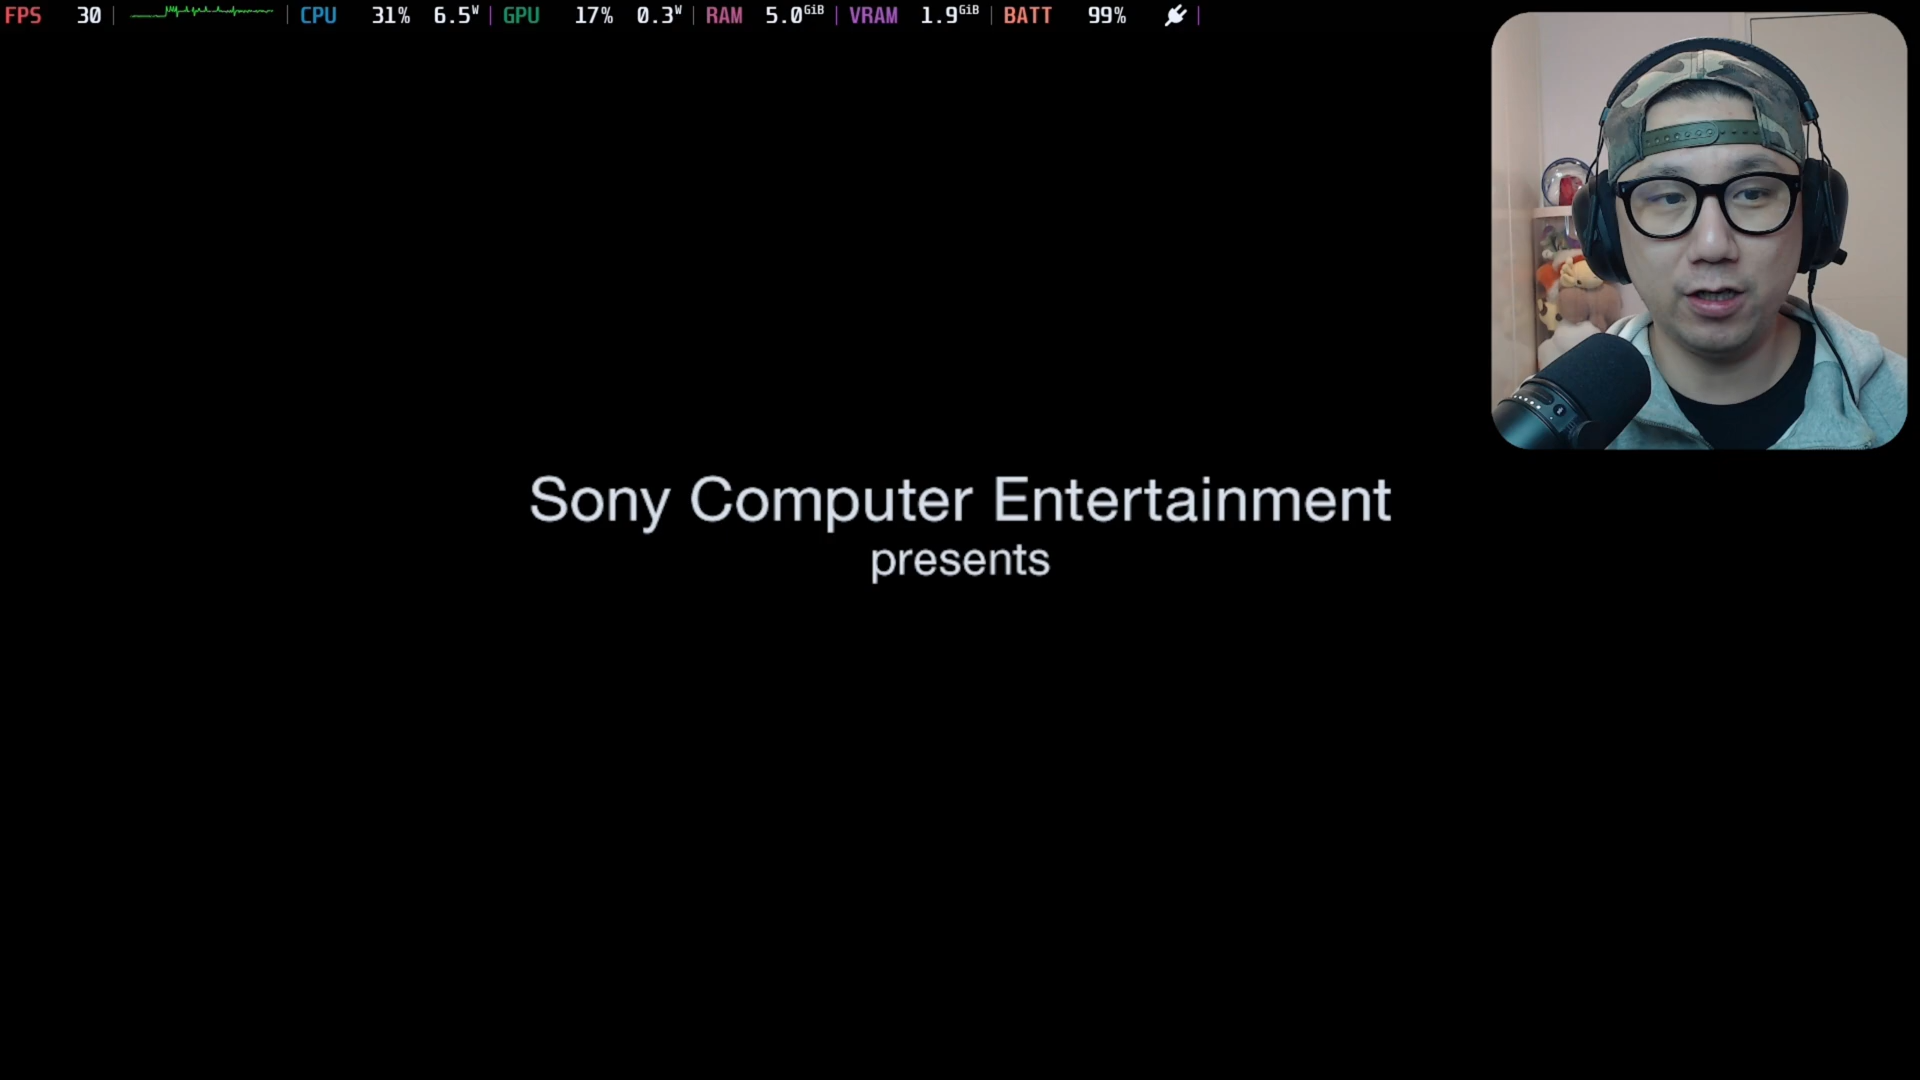 FPS 30 CPU 31% 6.5W GPU 17% 0.3W RAM 5.0GiB VRAM 1.9GiB BATT 99%
Sony Computer Entertainment
presents